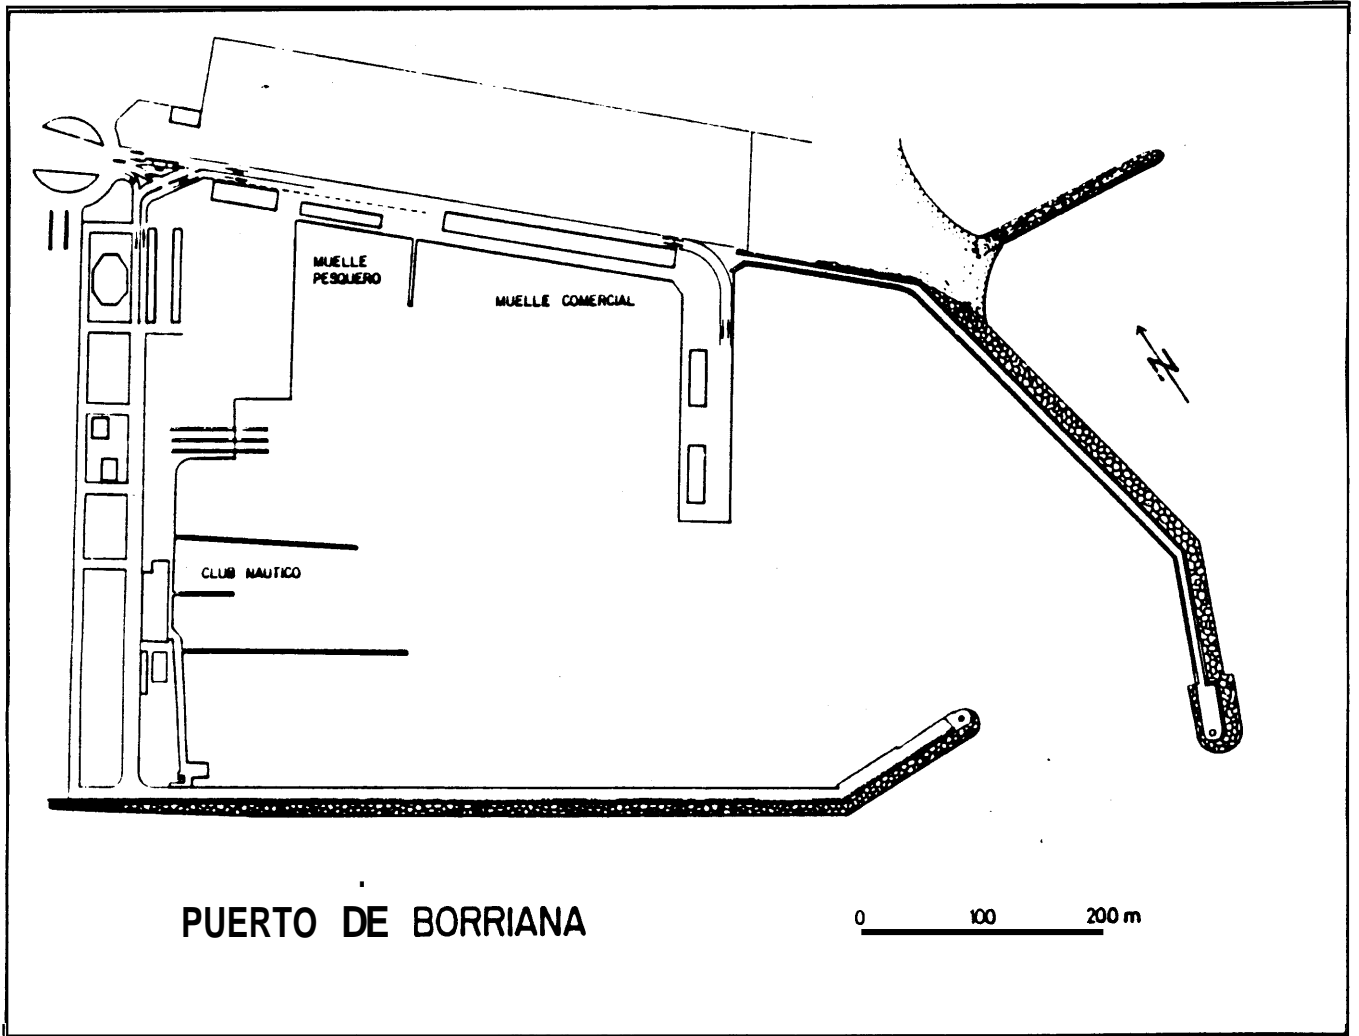 MUELLE
PESQUERO
MUELLE COMERCIAL
N
CLUB NAUTICO
PUERTO DE BORRIANA
0 100 200 m